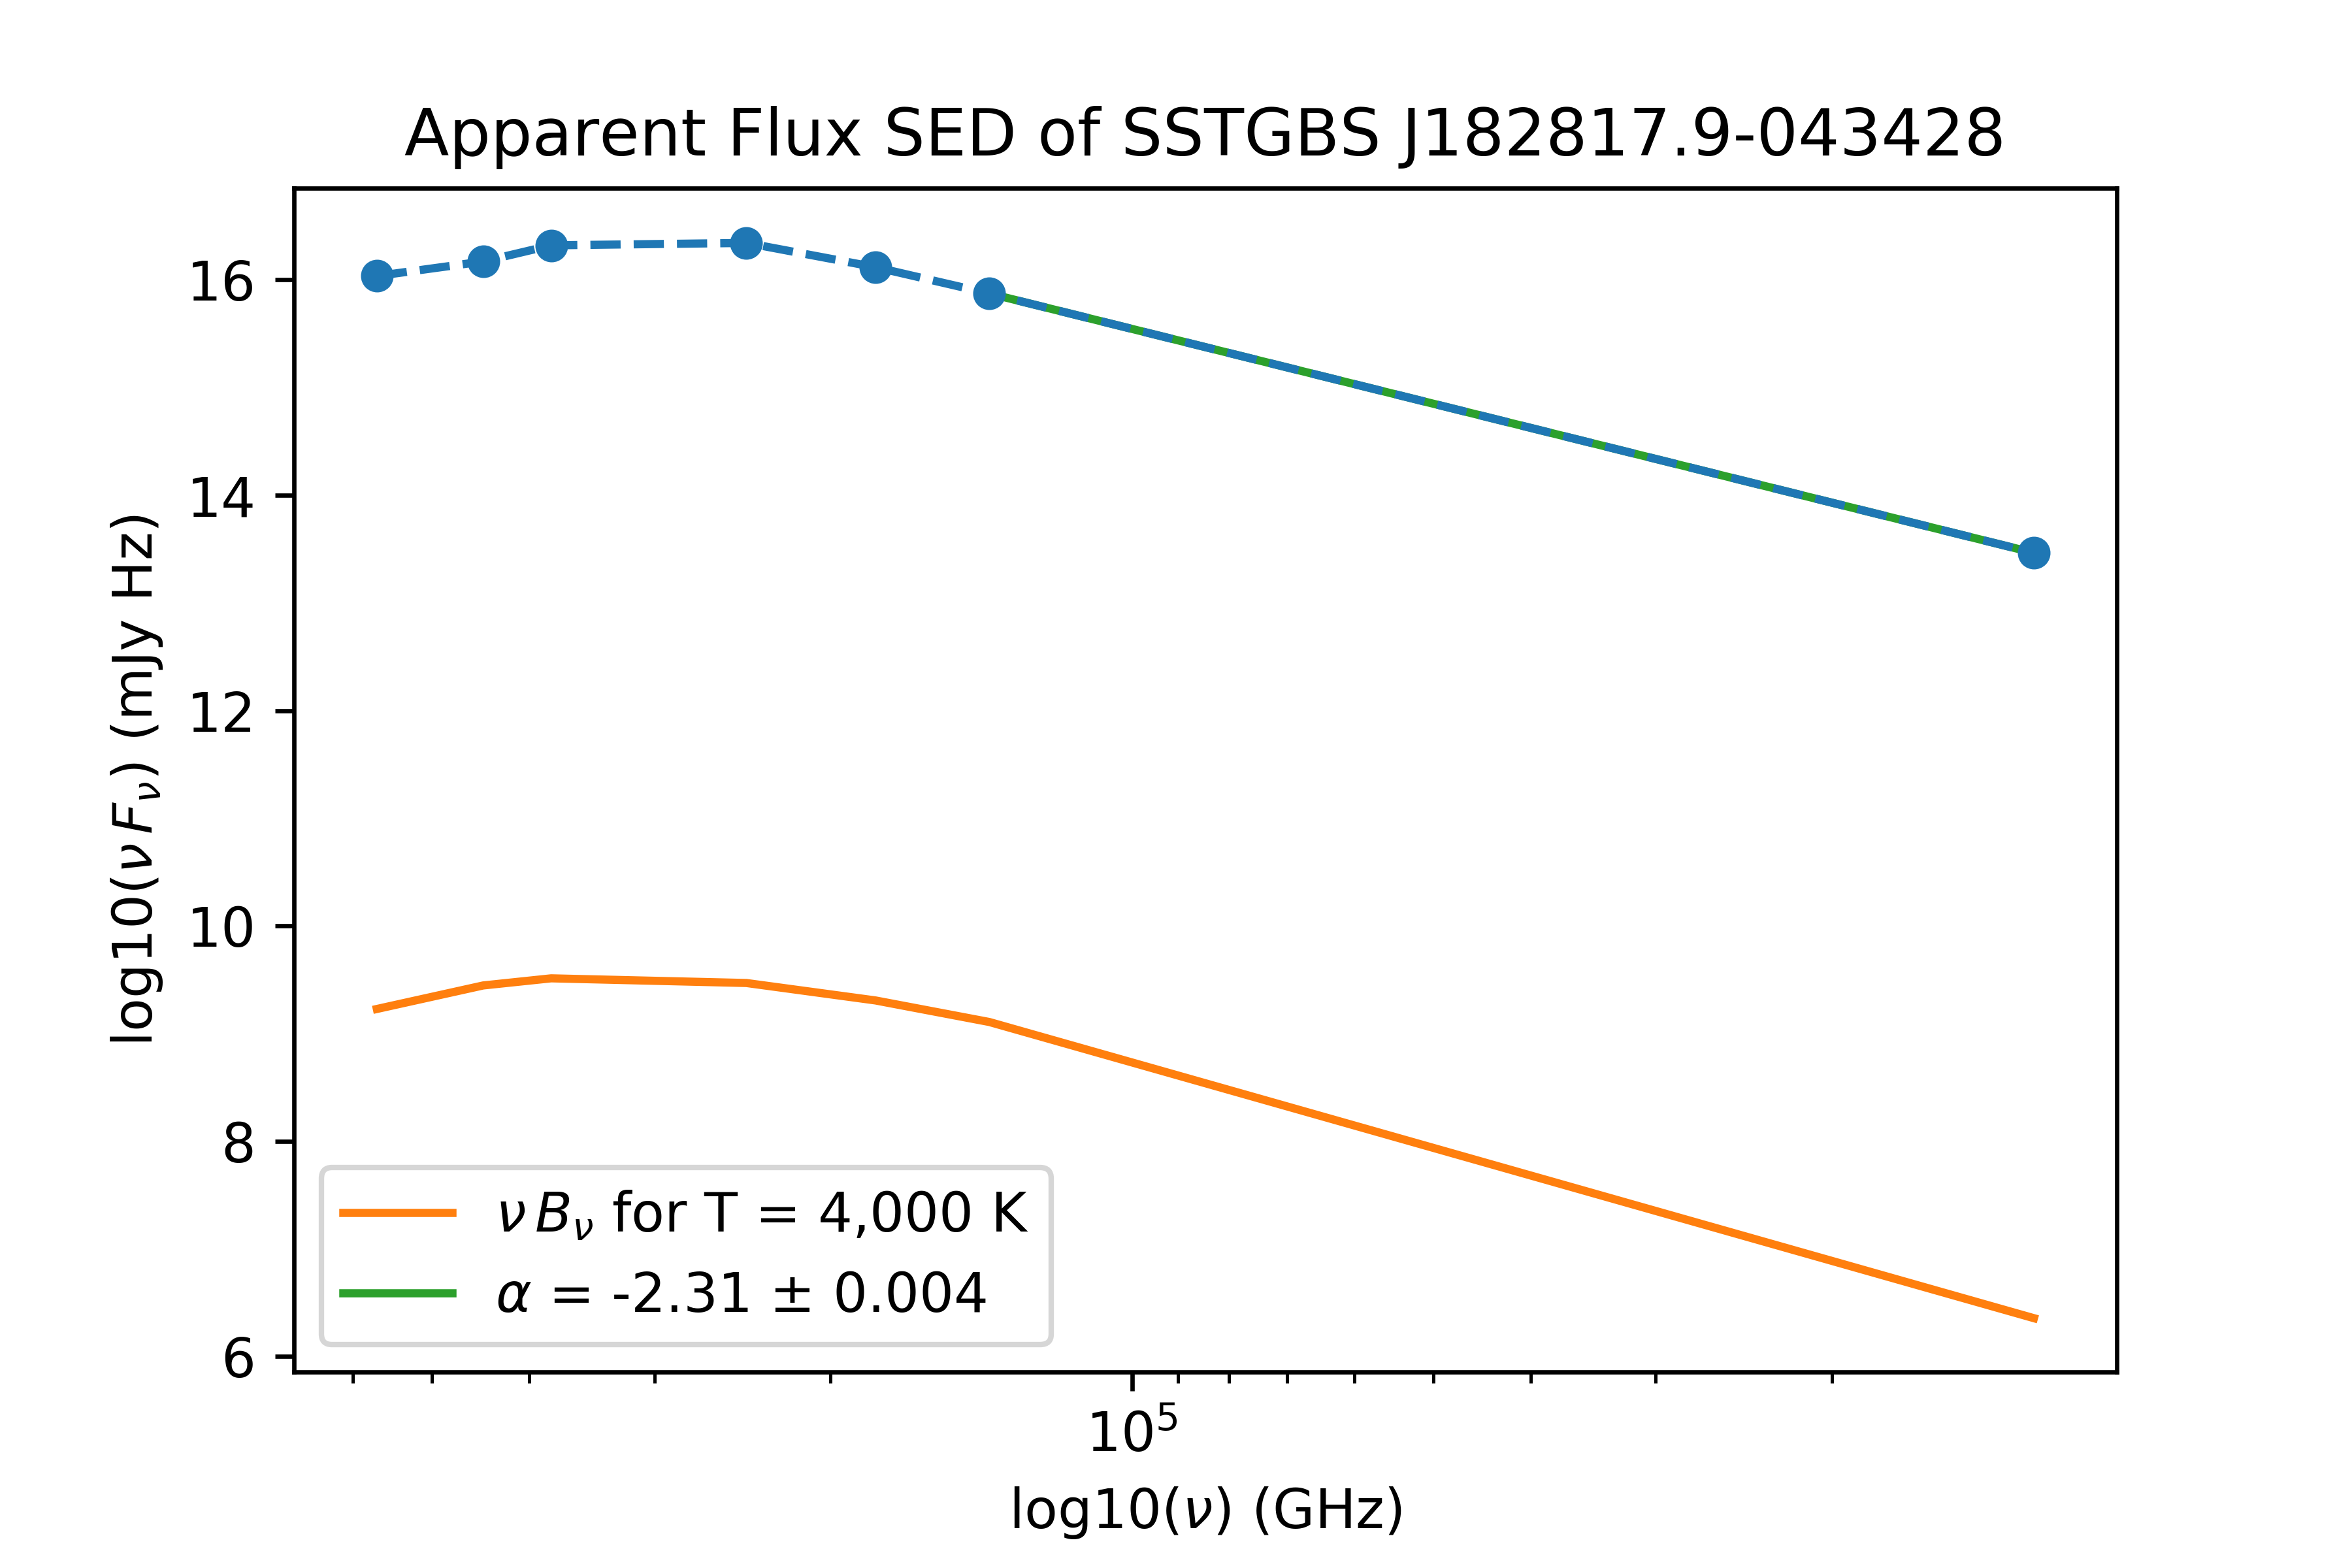 Apparent Flux SED of SSTGBS J182817.9-043428
log10(νFν) (mJy Hz)
16
14
12
10
8
6
νBν for T = 4,000 K
α = -2.31 ± 0.004
10⁵
log10(ν) (GHz)